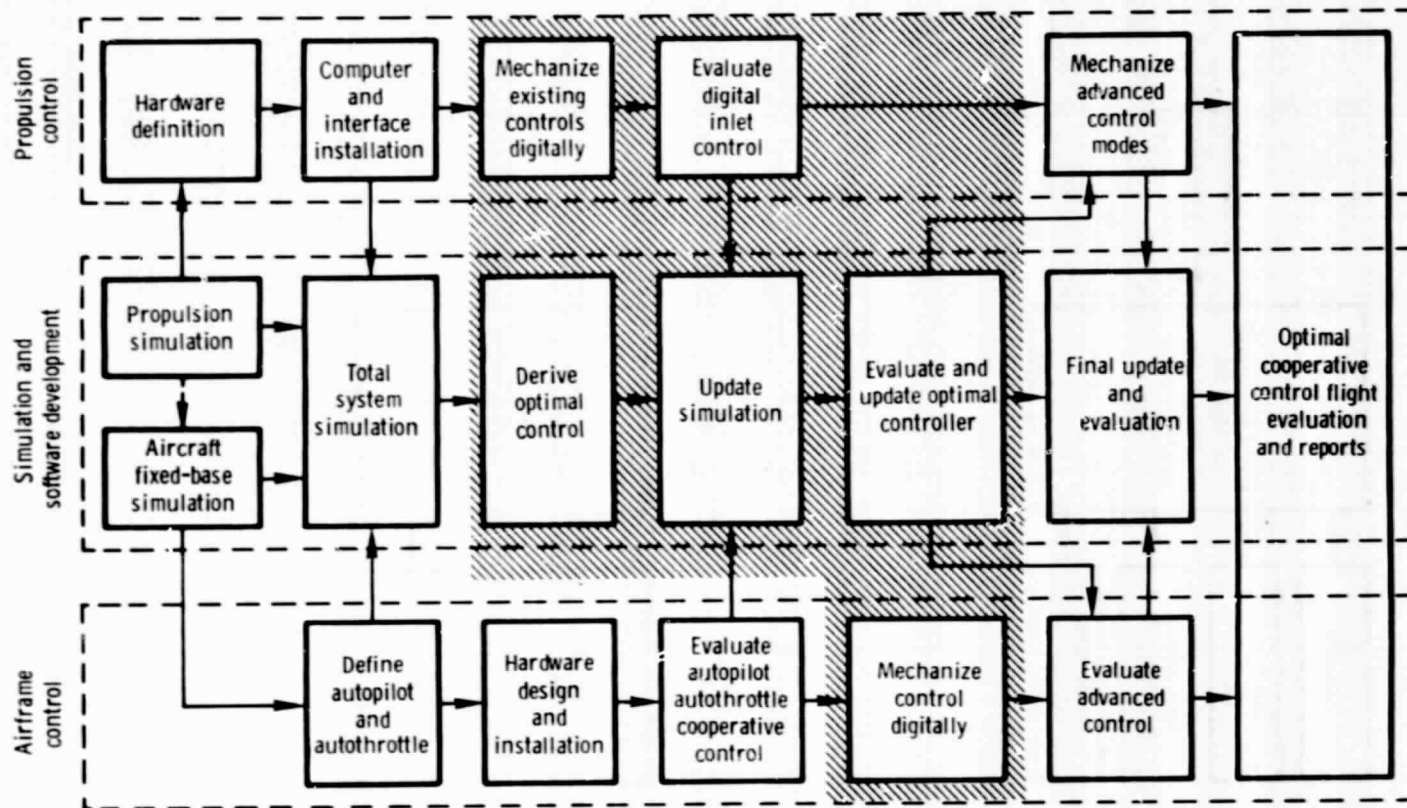 Propulsion
control
Hardware
definition
Computer
and
interface
installation
Mechanize
existing
controls
digitally
Evaluate
digital
inlet
control
Mechanize
advanced
control
modes
Simulation and
software development
Propulsion
simulation
Aircraft
fixed-base
simulation
Total
system
simulation
Derive
optimal
control
Update
simulation
Evaluate and
update optimal
controller
Final update
and
evaluation
Optimal
cooperative
control flight
evaluation
and reports
Airframe
control
Define
autopilot
and
autothrottle
Hardware
design
and
installation
Evaluate
autopilot
autothrottle
cooperative
control
Mechanize
control
digitally
Evaluate
advanced
control